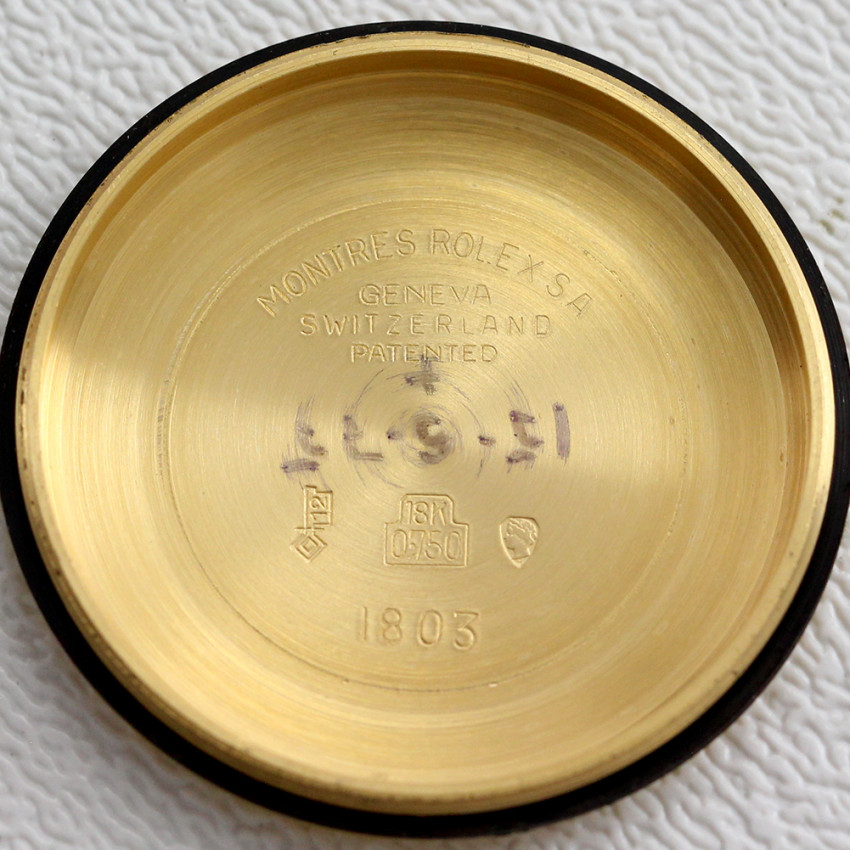 MONTRES ROLEX S A
GENEVA
SWITZERLAND
PATENTED
18K
0.750
1803